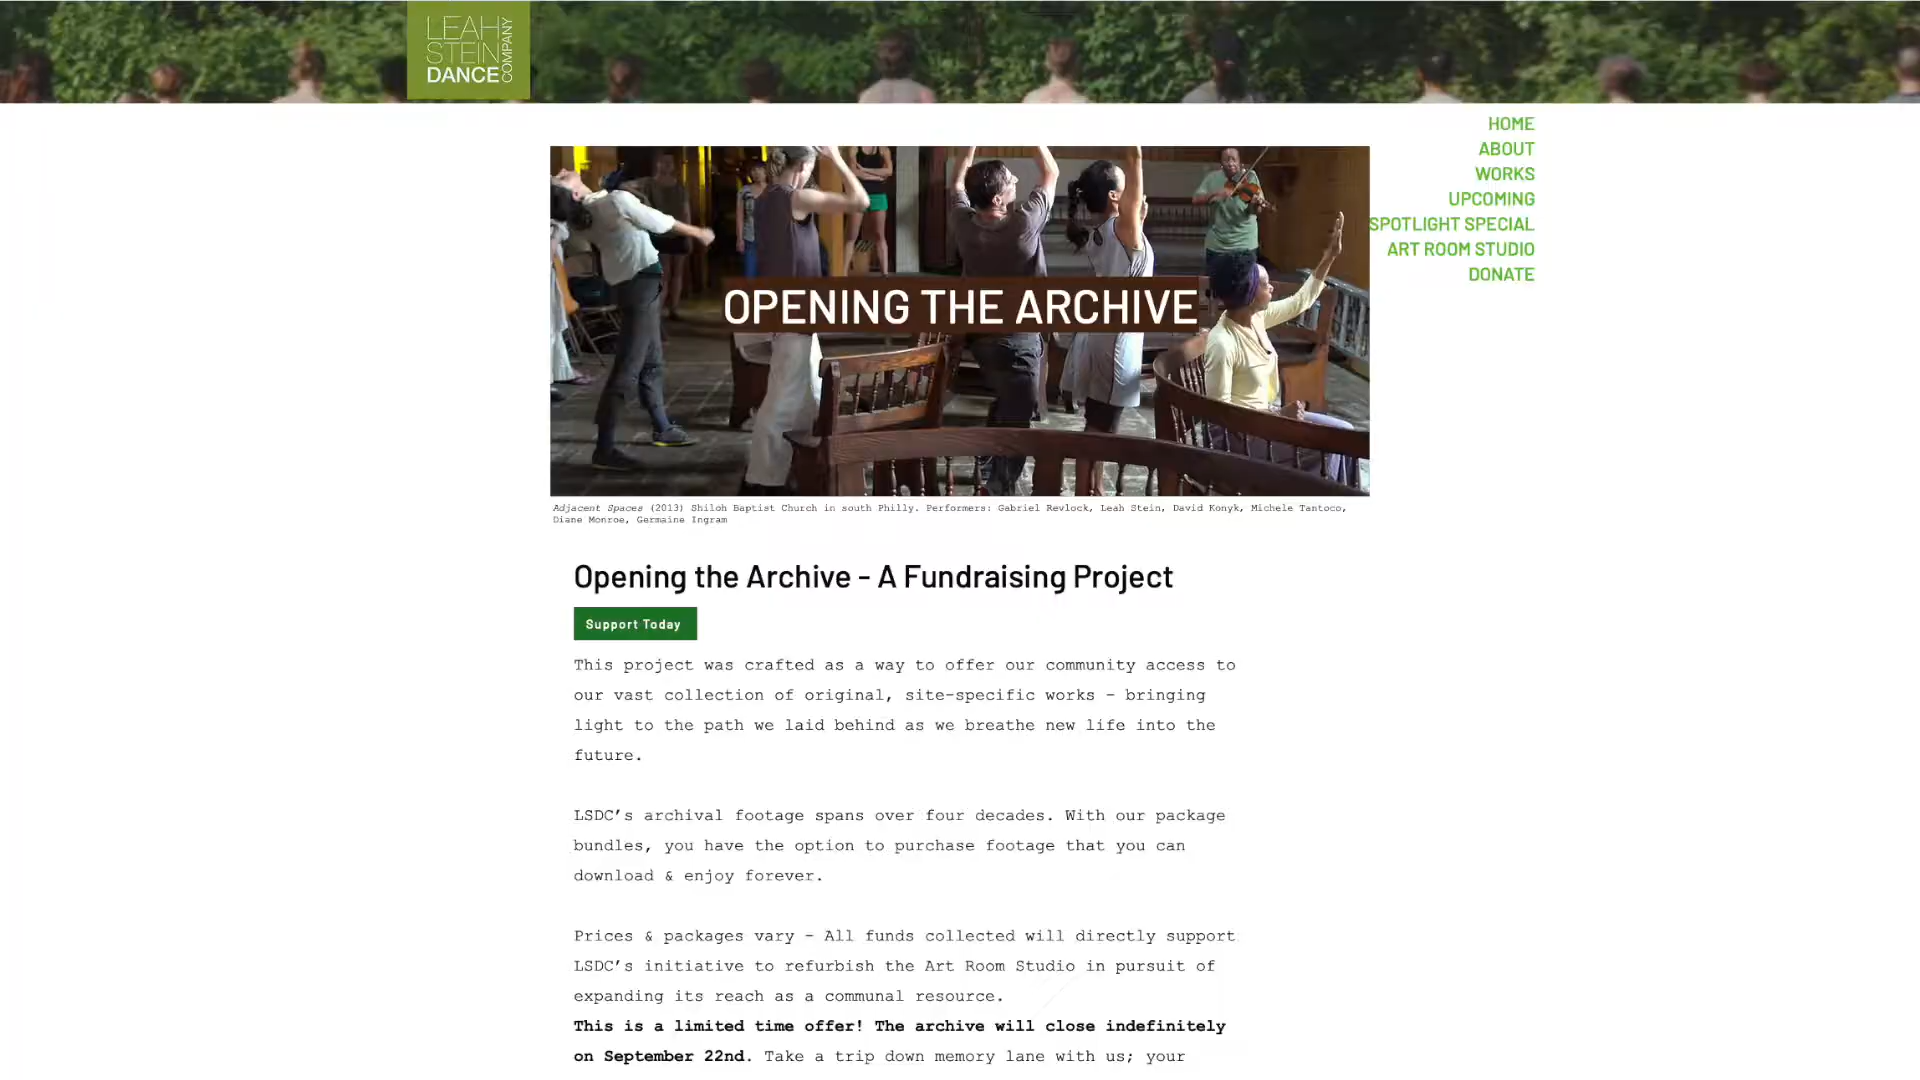 LEAH
STEIN
DANCE
COMPANY
HOME
ABOUT
WORKS
UPCOMING
SPOTLIGHT SPECIAL
ART ROOM STUDIO
DONATE
OPENING THE ARCHIVE
Adjacent Spaces (2013) Shiloh Baptist Church in south Philly. Performers: Gabriel Revlock, Leah Stein, David Konyk, Michele Tantoco,
Diane Monroe, Germaine Ingram
Opening the Archive - A Fundraising Project
Support Today
This project was crafted as a way to offer our community access to
our vast collection of original, site-specific works - bringing
light to the path we laid behind as we breathe new life into the
future.
LSDC's archival footage spans over four decades. With our package
bundles, you have the option to purchase footage that you can
download & enjoy forever.
Prices & packages vary - All funds collected will directly support
LSDC's initiative to refurbish the Art Room Studio in pursuit of
expanding its reach as a communal resource.
This is a limited time offer! The archive will close indefinitely
on September 22nd. Take a trip down memory lane with us; your